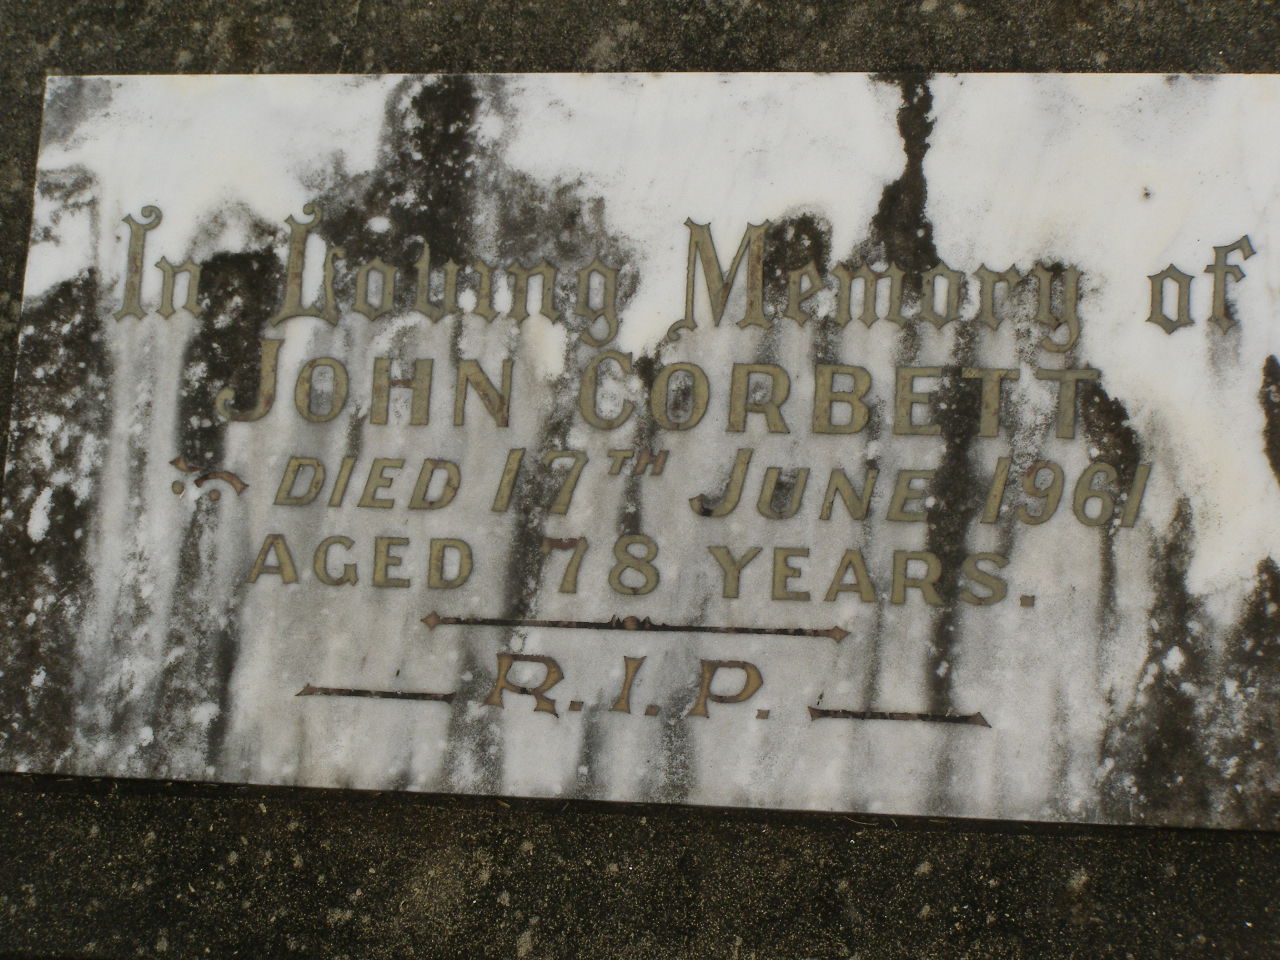 In Loving Memory of
JOHN CORBETT
DIED 17TH JUNE 1961
AGED 78 YEARS.
R.I.P.